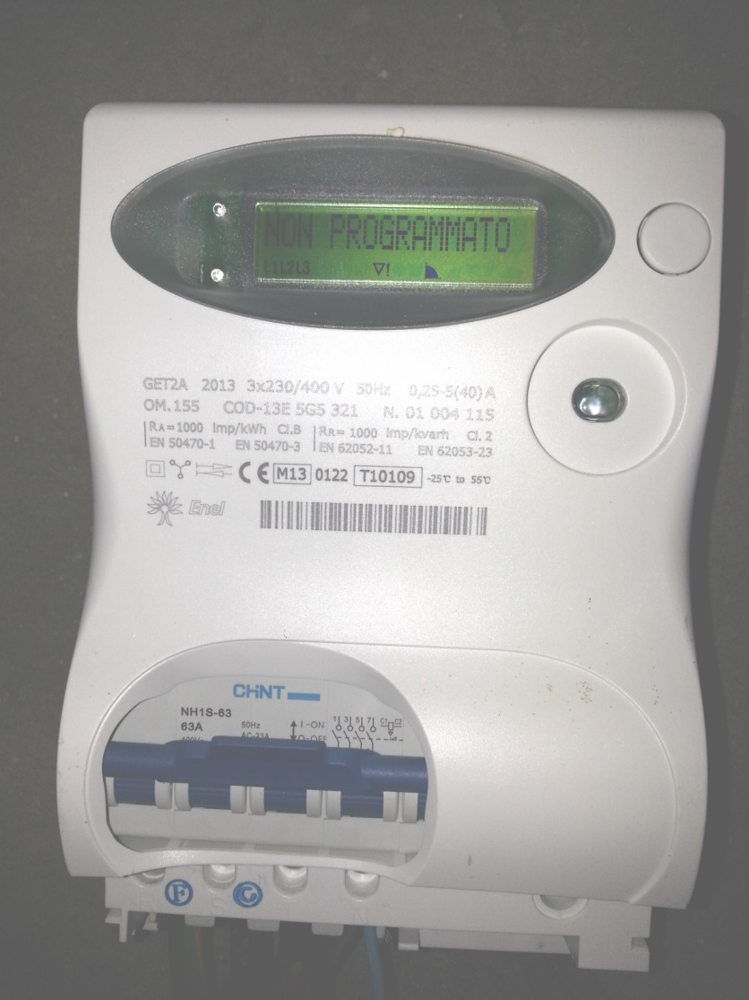 NON PROGRAMMATO
L1L2L3
GET2A 2013 3x230/400 V 50Hz 0,25-5(40)A
OM.155 COD-13E 5G5 321 N. 01 004 115
RA=1000 Imp/kWh Cl.B RR= 1000 Imp/kvarh Cl. 2
EN 50470-1 EN 50470-3 EN 62052-11 EN 62053-23
CE M13 0122 T10109 -25°C to 55°C
Enel
CHNT
NH1S-63
63A 50Hz I-ON 1 3 5 7 C1 C2
AC-23A O-OFF
F C
N